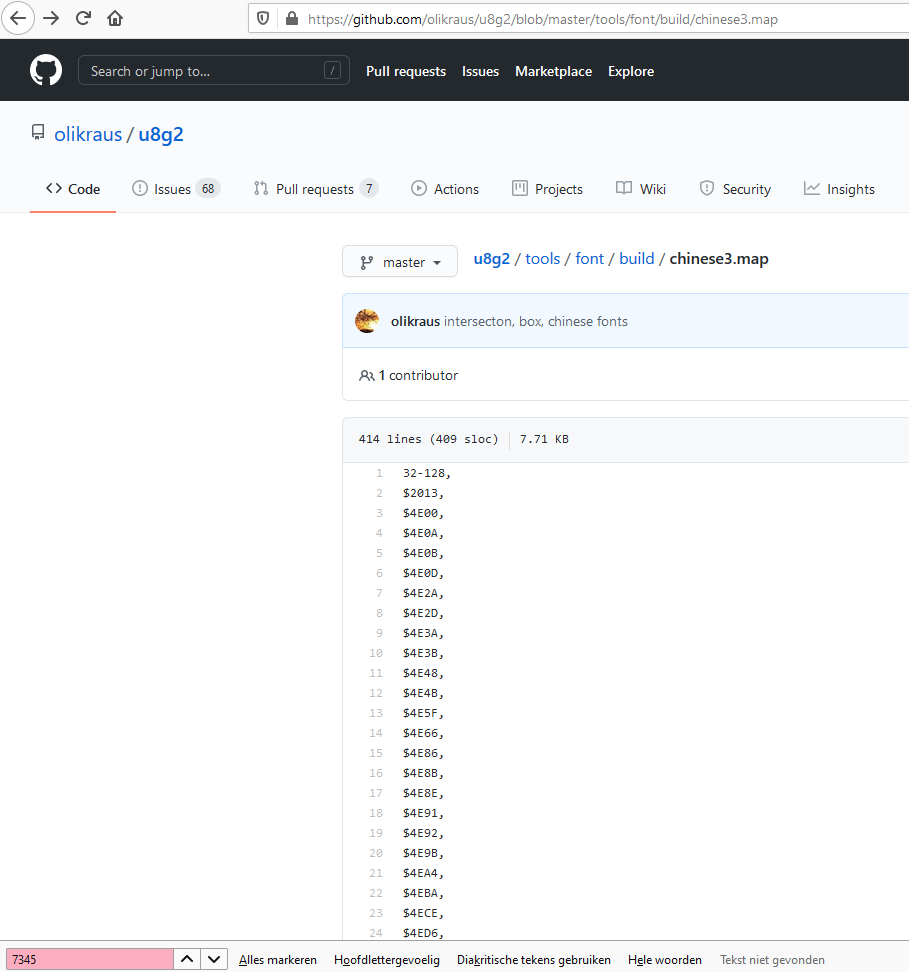 https://github.com/olikraus/u8g2/blob/master/tools/font/build/chinese3.map
Search or jump to… / Pull requests Issues Marketplace Explore
olikraus / u8g2
<> Code Issues 68 Pull requests 7 Actions Projects Wiki Security Insights
master u8g2 / tools / font / build / chinese3.map
olikraus intersecton, box, chinese fonts
1 contributor
414 lines (409 sloc) 7.71 KB
1 32-128,
2 $2013,
3 $4E00,
4 $4E0A,
5 $4E0B,
6 $4E0D,
7 $4E2A,
8 $4E2D,
9 $4E3A,
10 $4E3B,
11 $4E48,
12 $4E4B,
13 $4E5F,
14 $4E66,
15 $4E86,
16 $4E8B,
17 $4E8E,
18 $4E91,
19 $4E92,
20 $4E9B,
21 $4EA4,
22 $4EBA,
23 $4ECE,
24 $4ED6,
7345 Alles markeren Hoofdlettergevoelig Diakritische tekens gebruiken Hele woorden Tekst niet gevonden